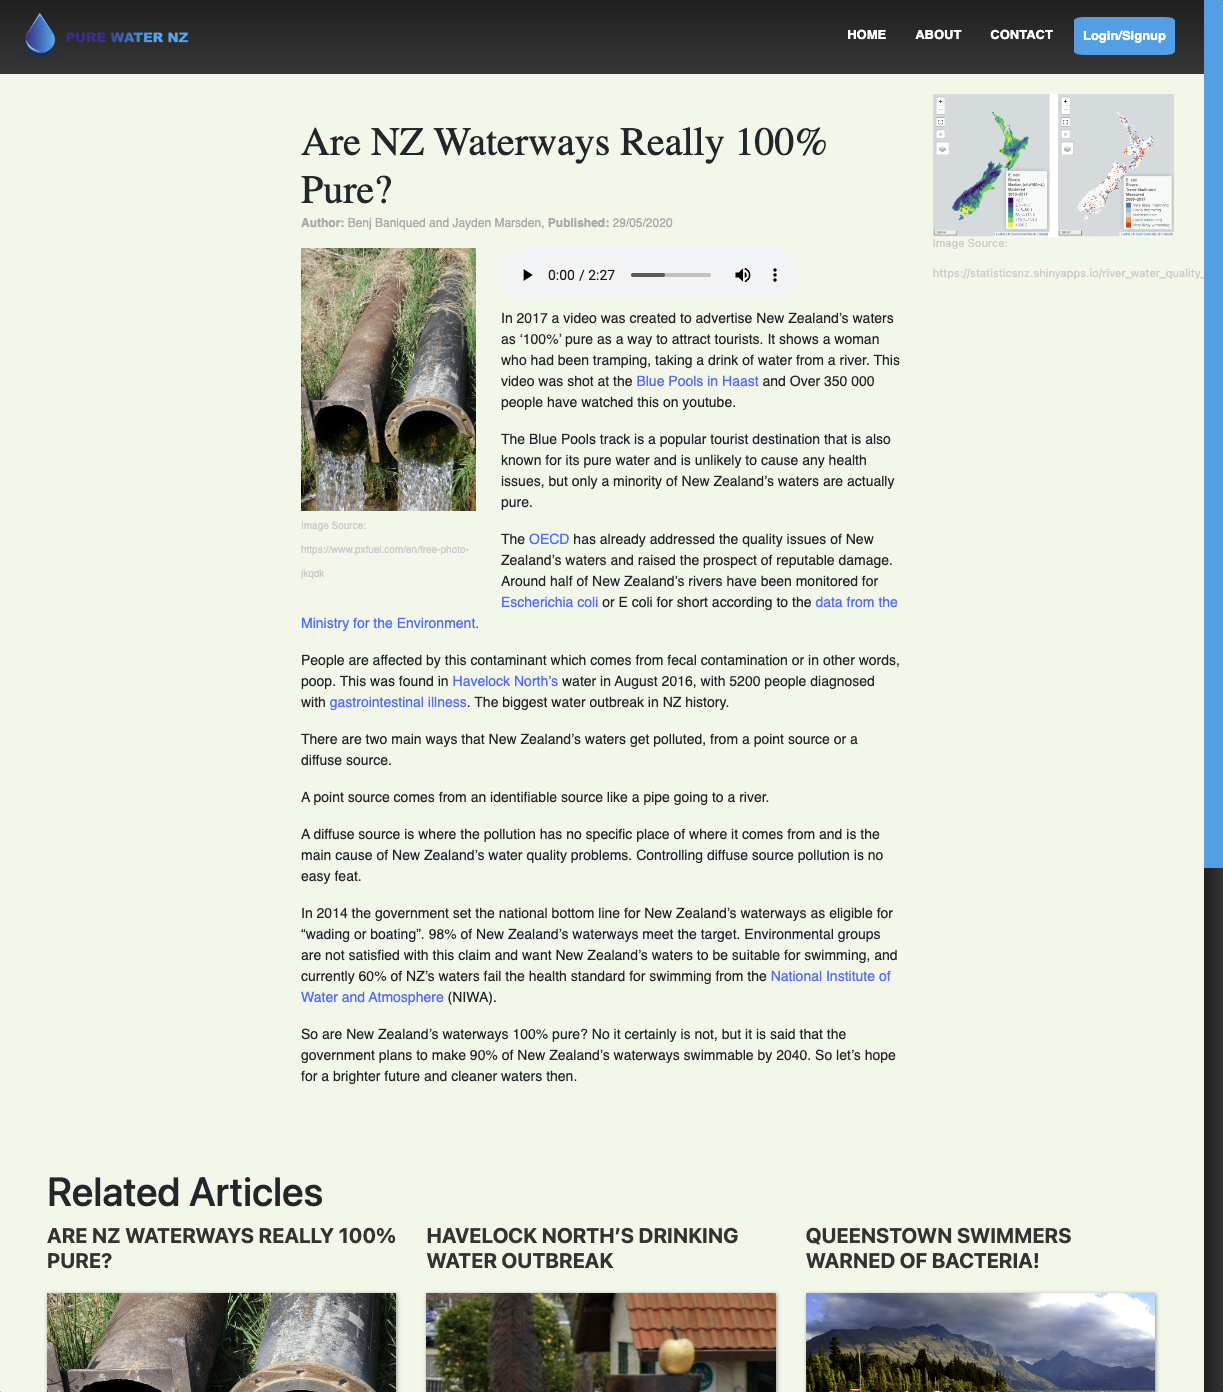 PURE WATER NZ
HOME
ABOUT
CONTACT
Login/Signup
Are NZ Waterways Really 100%
Pure?
Author: Benj Baniqued and Jayden Marsden, Published: 29/05/2020
0:00 / 2:27
In 2017 a video was created to advertise New Zealand’s waters
as ‘100%’ pure as a way to attract tourists. It shows a woman
who had been tramping, taking a drink of water from a river. This
video was shot at the Blue Pools in Haast and Over 350 000
people have watched this on youtube.
The Blue Pools track is a popular tourist destination that is also
known for its pure water and is unlikely to cause any health
issues, but only a minority of New Zealand’s waters are actually
pure.
Image Source:
https://www.pxfuel.com/en/free-photo-
jkqdk
The OECD has already addressed the quality issues of New
Zealand’s waters and raised the prospect of reputable damage.
Around half of New Zealand’s rivers have been monitored for
Escherichia coli or E coli for short according to the data from the
Ministry for the Environment.
People are affected by this contaminant which comes from fecal contamination or in other words,
poop. This was found in Havelock North’s water in August 2016, with 5200 people diagnosed
with gastrointestinal illness. The biggest water outbreak in NZ history.
There are two main ways that New Zealand’s waters get polluted, from a point source or a
diffuse source.
A point source comes from an identifiable source like a pipe going to a river.
A diffuse source is where the pollution has no specific place of where it comes from and is the
main cause of New Zealand’s water quality problems. Controlling diffuse source pollution is no
easy feat.
In 2014 the government set the national bottom line for New Zealand’s waterways as eligible for
“wading or boating”. 98% of New Zealand’s waterways meet the target. Environmental groups
are not satisfied with this claim and want New Zealand’s waters to be suitable for swimming, and
currently 60% of NZ’s waters fail the health standard for swimming from the National Institute of
Water and Atmosphere (NIWA).
So are New Zealand’s waterways 100% pure? No it certainly is not, but it is said that the
government plans to make 90% of New Zealand’s waterways swimmable by 2040. So let’s hope
for a brighter future and cleaner waters then.
Image Source:
https://statisticsnz.shinyapps.io/river_water_quality_
Related Articles
ARE NZ WATERWAYS REALLY 100%
PURE?
HAVELOCK NORTH’S DRINKING
WATER OUTBREAK
QUEENSTOWN SWIMMERS
WARNED OF BACTERIA!